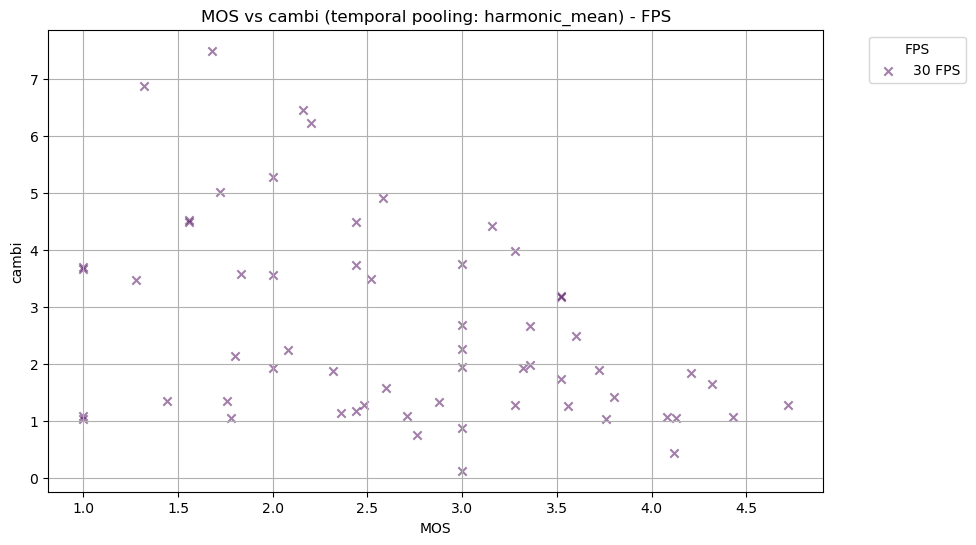 MOS vs cambi (temporal pooling: harmonic_mean) - FPS
FPS
30 FPS
cambi
7
6
5
4
3
2
1
0
1.0 1.5 2.0 2.5 3.0 3.5 4.0 4.5
MOS